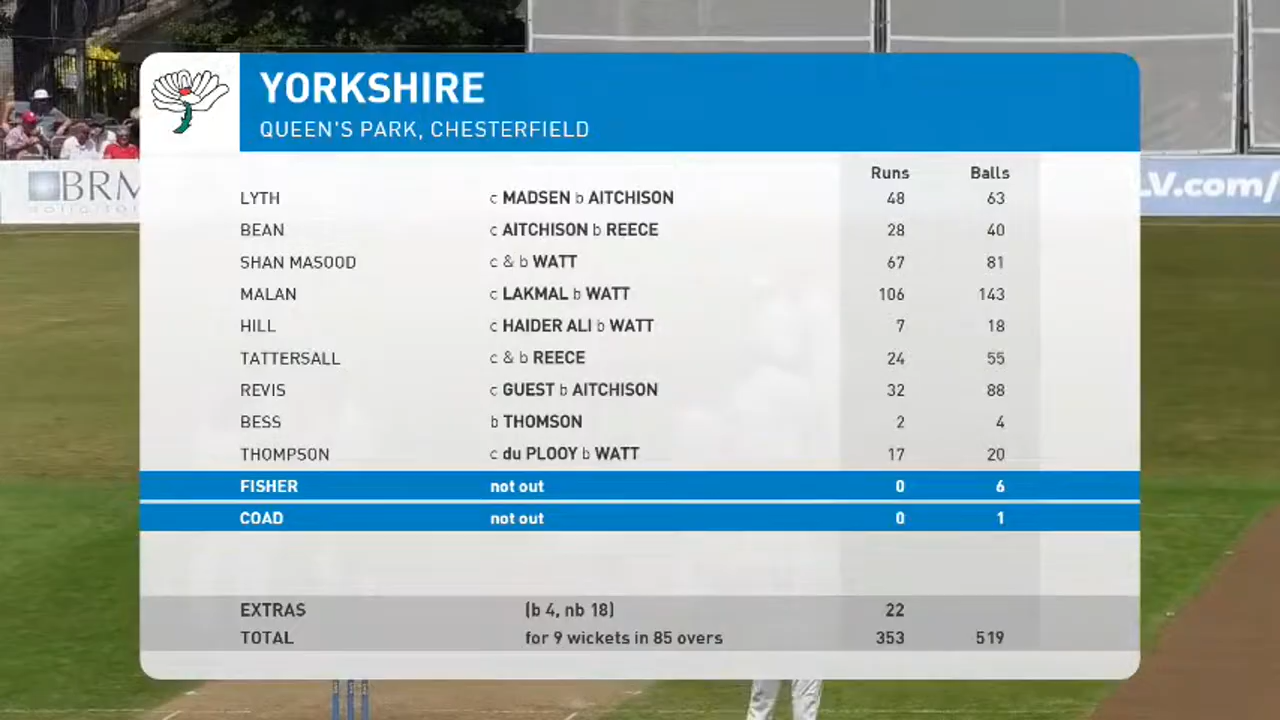 YORKSHIRE
QUEEN'S PARK, CHESTERFIELD
Runs Balls
LYTH c MADSEN b AITCHISON 48 63
BEAN c AITCHISON b REECE 28 40
SHAN MASOOD c & b WATT 67 81
MALAN c LAKMAL b WATT 106 143
HILL c HAIDER ALI b WATT 7 18
TATTERSALL c & b REECE 24 55
REVIS c GUEST b AITCHISON 32 88
BESS b THOMSON 2 4
THOMPSON c du PLOOY b WATT 17 20
FISHER not out 0 6
COAD not out 0 1
EXTRAS (b 4, nb 18) 22
TOTAL for 9 wickets in 85 overs 353 519
BRM
LV.com/